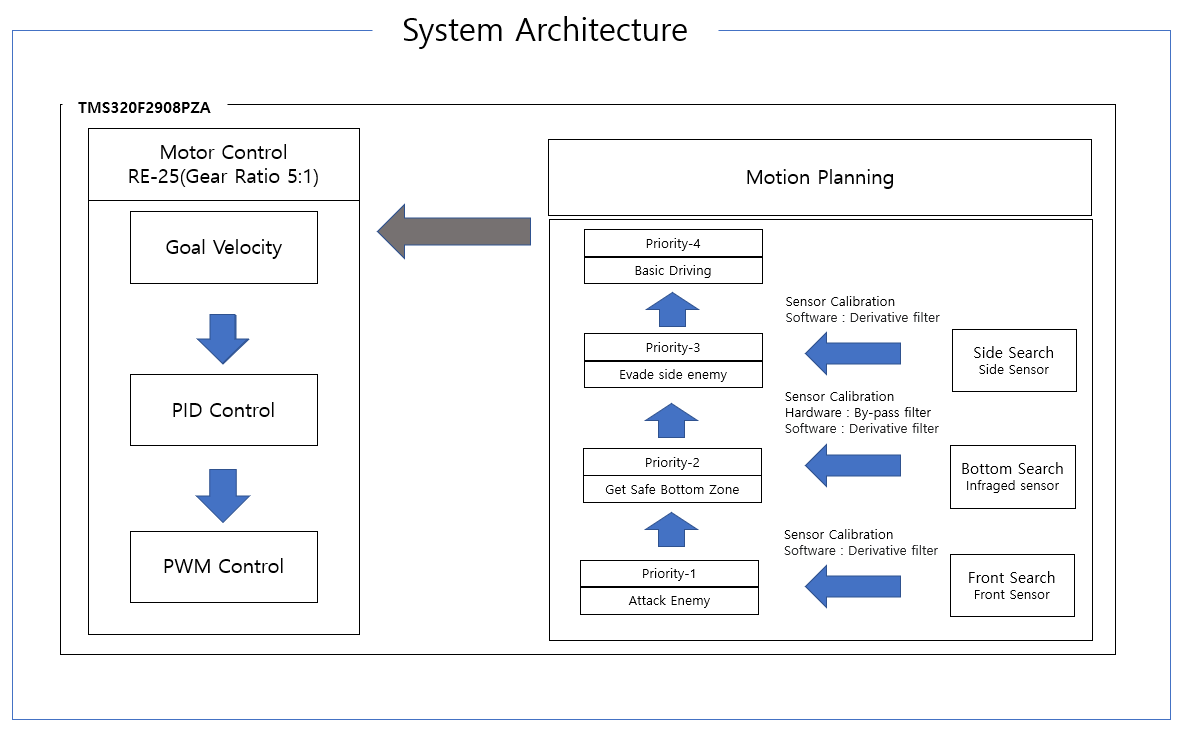 System Architecture
TMS320F2908PZA
Motor Control
RE-25(Gear Ratio 5:1)
Goal Velocity
PID Control
PWM Control
Motion Planning
Priority-4
Basic Driving
Priority-3
Evade side enemy
Priority-2
Get Safe Bottom Zone
Priority-1
Attack Enemy
Sensor Calibration
Software : Derivative filter
Side Search
Side Sensor
Sensor Calibration
Hardware : By-pass filter
Software : Derivative filter
Bottom Search
Infraged sensor
Sensor Calibration
Software : Derivative filter
Front Search
Front Sensor